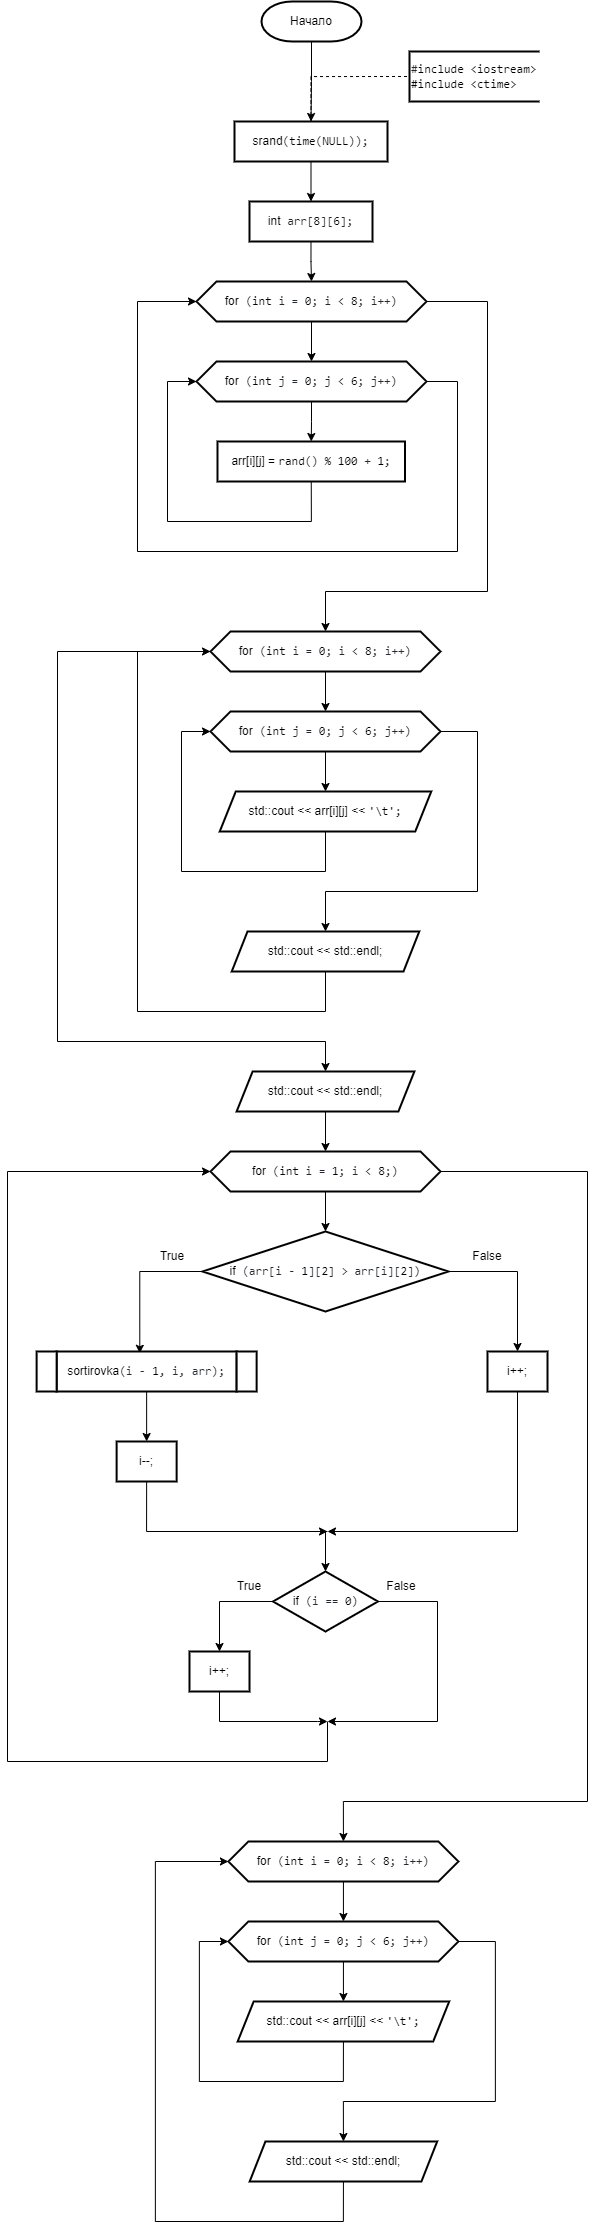 Начало
#include <iostream>
#include <ctime>
srand(time(NULL));
int arr[8][6];
for (int i = 0; i < 8; i++)
for (int j = 0; j < 6; j++)
arr[i][j] = rand() % 100 + 1;
for (int i = 0; i < 8; i++)
for (int j = 0; j < 6; j++)
std::cout << arr[i][j] << '\t';
std::cout << std::endl;
std::cout << std::endl;
for (int i = 1; i < 8;)
True
False
if (arr[i - 1][2] > arr[i][2])
sortirovka(i - 1, i, arr);
i++;
i--;
True
False
if (i == 0)
i++;
for (int i = 0; i < 8; i++)
for (int j = 0; j < 6; j++)
std::cout << arr[i][j] << '\t';
std::cout << std::endl;